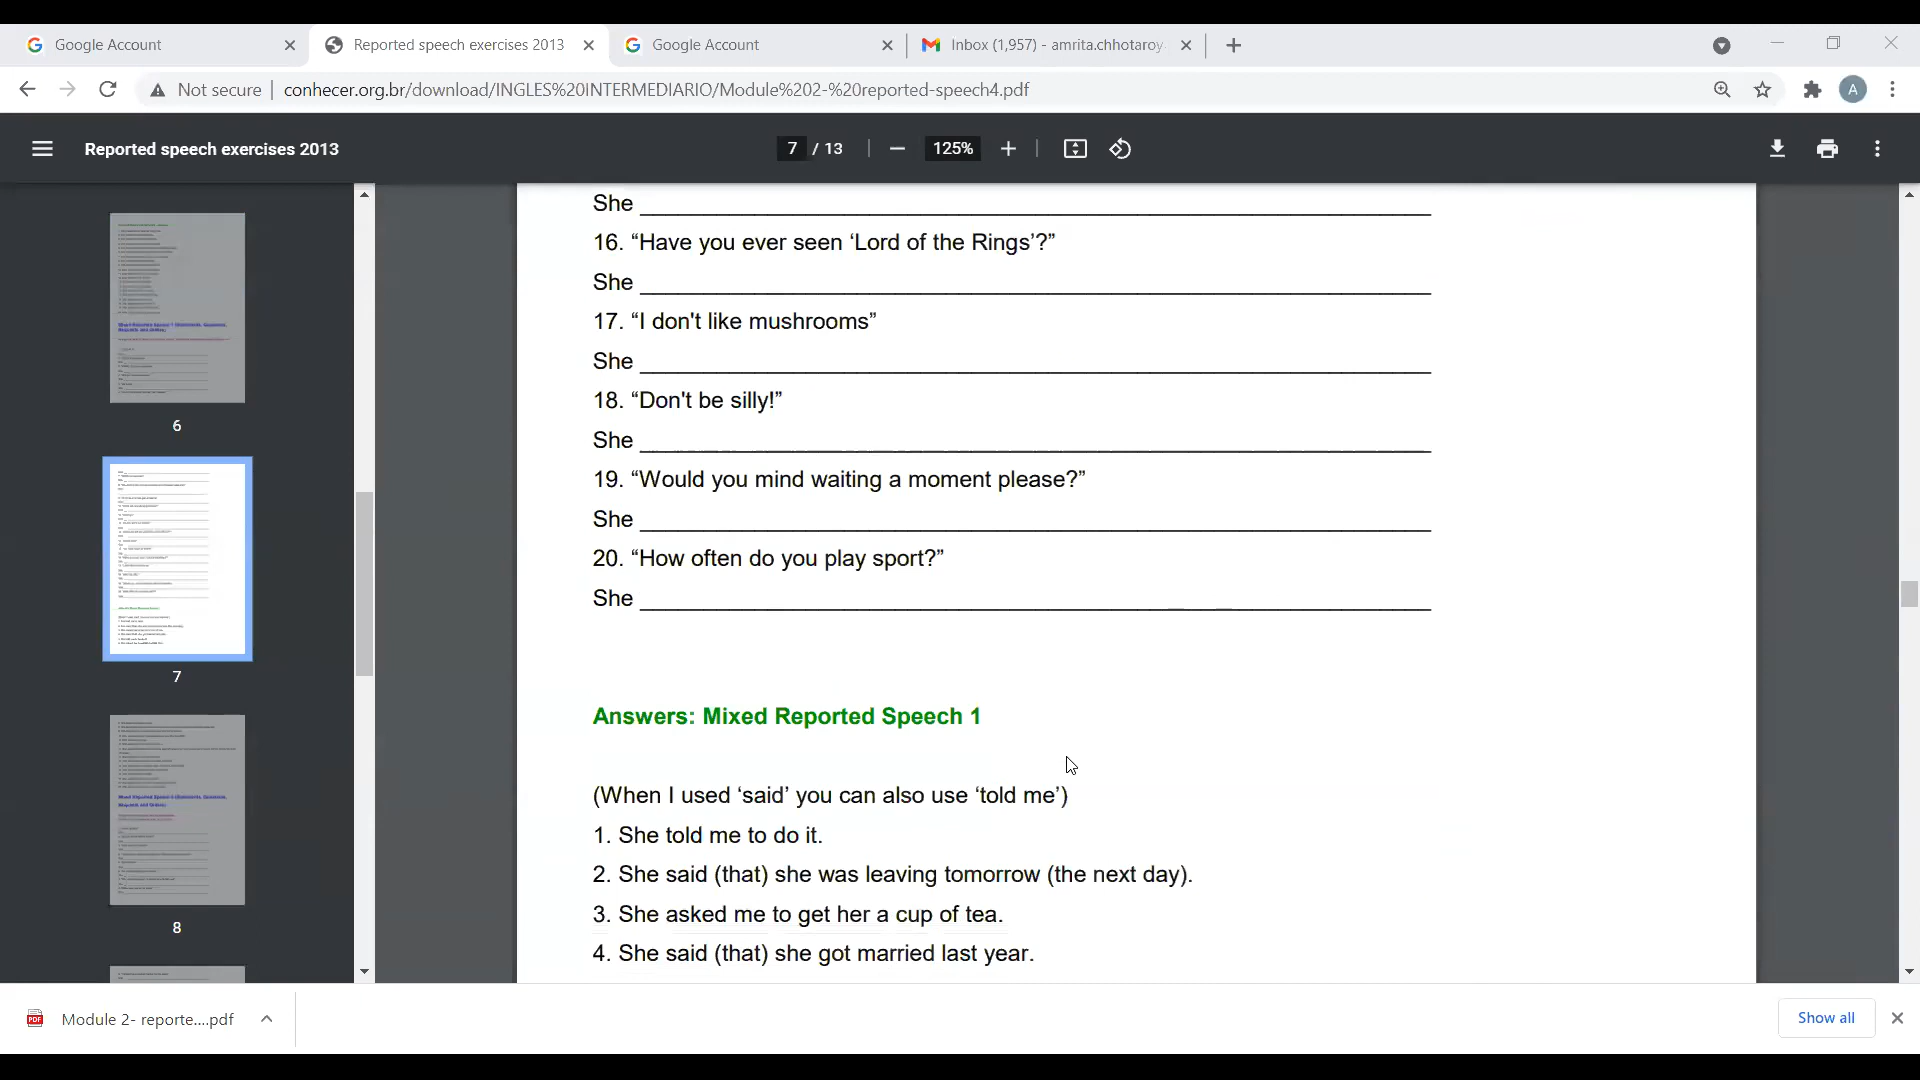 Google Account
Reported speech exercises 2013
Google Account
Inbox (1,957) - amrita.chhotaroy
Not secure
conhecer.org.br/download/INGLES%20INTERMEDIARIO/Module%202-%20reported-speech4.pdf
A
Reported speech exercises 2013
7 / 13
125%
6
7
8
She
16. “Have you ever seen ‘Lord of the Rings’?”
She
17. “I don't like mushrooms”
She
18. “Don't be silly!”
She
19. “Would you mind waiting a moment please?”
She
20. “How often do you play sport?”
She
Answers: Mixed Reported Speech 1
(When I used ‘said’ you can also use ‘told me’)
1. She told me to do it.
2. She said (that) she was leaving tomorrow (the next day).
3. She asked me to get her a cup of tea.
4. She said (that) she got married last year.
PDF
Module 2- reporte....pdf
Show all